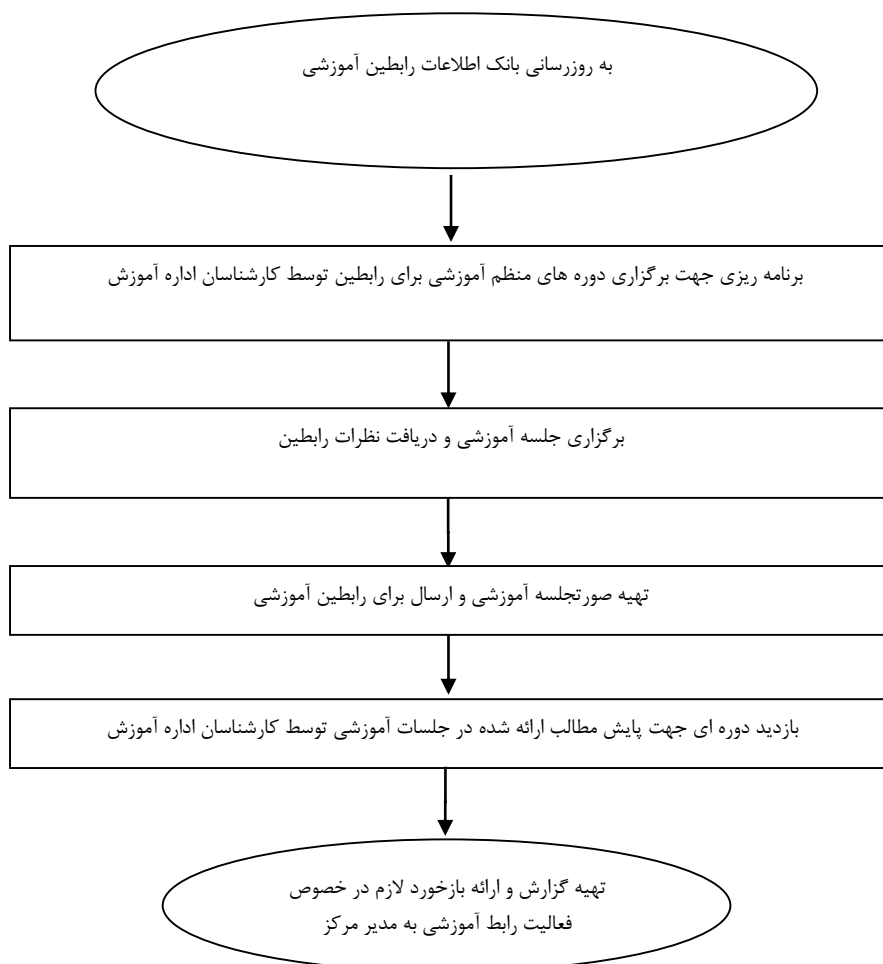 به روزرسانی بانک اطلاعات رابطین آموزشی
برنامه ریزی جهت برگزاری دوره های منظم آموزشی برای رابطین توسط کارشناسان اداره آموزش
برگزاری جلسه آموزشی و دریافت نظرات رابطین
تهیه صورتجلسه آموزشی و ارسال برای رابطین آموزشی
بازدید دوره ای جهت پایش مطالب ارائه شده در جلسات آموزشی توسط کارشناسان اداره آموزش
تهیه گزارش و ارائه بازخورد لازم در خصوص
فعالیت رابط آموزشی به مدیر مرکز